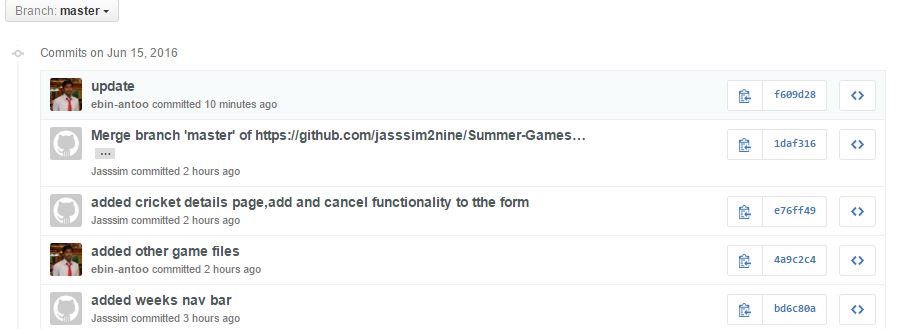 Branch: master
Commits on Jun 15, 2016
update
ebin-antoo committed 10 minutes ago
f609d28
Merge branch 'master' of https://github.com/jasssim2nine/Summer-Games…
...
Jasssim committed 2 hours ago
1daf316
added cricket details page,add and cancel functionality to tthe form
Jasssim committed 2 hours ago
e76ff49
added other game files
ebin-antoo committed 2 hours ago
4a9c2c4
added weeks nav bar
Jasssim committed 3 hours ago
bd6c80a